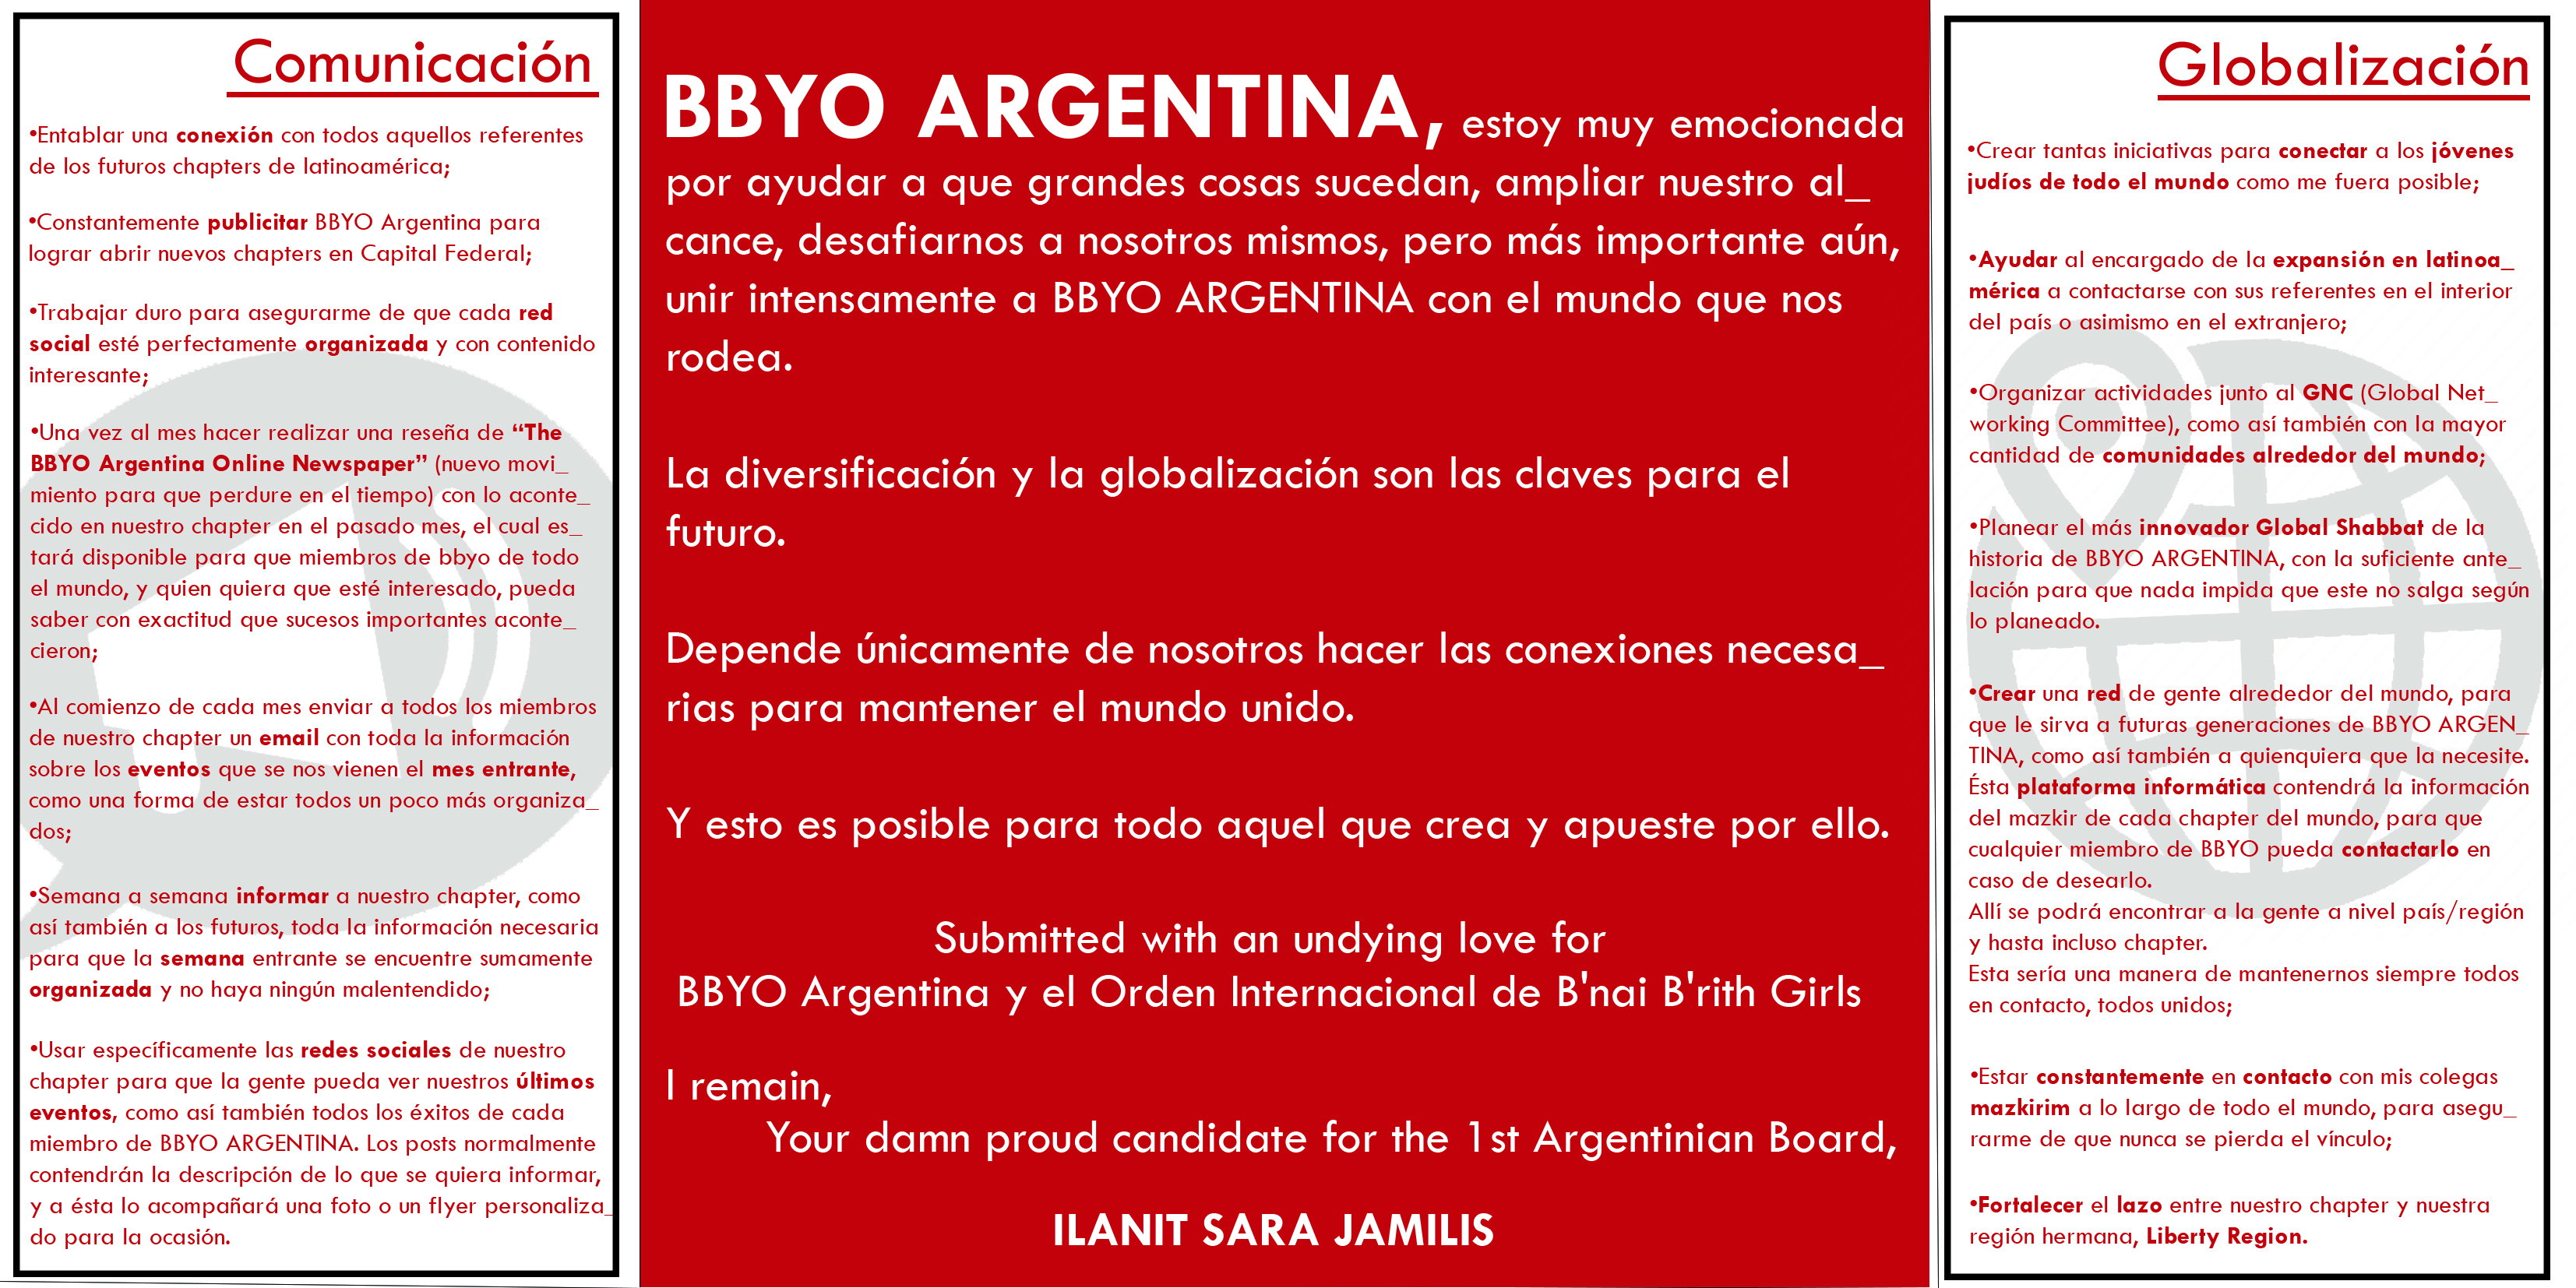 Comunicación
•Entablar una conexión con todos aquellos referentes
de los futuros chapters de latinoamérica;
•Constantemente publicitar BBYO Argentina para
lograr abrir nuevos chapters en Capital Federal;
•Trabajar duro para asegurarme de que cada red
social esté perfectamente organizada y con contenido
interesante;
•Una vez al mes hacer realizar una reseña de “The
BBYO Argentina Online Newspaper” (nuevo movi_
miento para que perdure en el tiempo) con lo aconte_
cido en nuestro chapter en el pasado mes, el cual es_
tará disponible para que miembros de bbyo de todo
el mundo, y quien quiera que esté interesado, pueda
saber con exactitud que sucesos importantes aconte_
cieron;
•Al comienzo de cada mes enviar a todos los miembros
de nuestro chapter un email con toda la información
sobre los eventos que se nos vienen el mes entrante,
como una forma de estar todos un poco más organiza_
dos;
•Semana a semana informar a nuestro chapter, como
así también a los futuros, toda la información necesaria
para que la semana entrante se encuentre sumamente
organizada y no haya ningún malentendido;
•Usar específicamente las redes sociales de nuestro
chapter para que la gente pueda ver nuestros últimos
eventos, como así también todos los éxitos de cada
miembro de BBYO ARGENTINA. Los posts normalmente
contendrán la descripción de lo que se quiera informar,
y a ésta lo acompañará una foto o un flyer personaliza_
do para la ocasión.
BBYO ARGENTINA, estoy muy emocionada
por ayudar a que grandes cosas sucedan, ampliar nuestro al_
cance, desafiarnos a nosotros mismos, pero más importante aún,
unir intensamente a BBYO ARGENTINA con el mundo que nos
rodea.
La diversificación y la globalización son las claves para el
futuro.
Depende únicamente de nosotros hacer las conexiones necesa_
rias para mantener el mundo unido.
Y esto es posible para todo aquel que crea y apueste por ello.
Submitted with an undying love for
BBYO Argentina y el Orden Internacional de B'nai B'rith Girls
I remain,
Your damn proud candidate for the 1st Argentinian Board,
ILANIT SARA JAMILIS
Globalización
•Crear tantas iniciativas para conectar a los jóvenes
judíos de todo el mundo como me fuera posible;
•Ayudar al encargado de la expansión en latinoa_
mérica a contactarse con sus referentes en el interior
del país o asimismo en el extranjero;
•Organizar actividades junto al GNC (Global Net_
working Committee), como así también con la mayor
cantidad de comunidades alrededor del mundo;
•Planear el más innovador Global Shabbat de la
historia de BBYO ARGENTINA, con la suficiente ante_
lación para que nada impida que este no salga según
lo planeado.
•Crear una red de gente alrededor del mundo, para
que le sirva a futuras generaciones de BBYO ARGEN_
TINA, como así también a quienquiera que la necesite.
Ésta plataforma informática contendrá la información
del mazkir de cada chapter del mundo, para que
cualquier miembro de BBYO pueda contactarlo en
caso de desearlo.
Allí se podrá encontrar a la gente a nivel país/región
y hasta incluso chapter.
Esta sería una manera de mantenernos siempre todos
en contacto, todos unidos;
•Estar constantemente en contacto con mis colegas
mazkirim a lo largo de todo el mundo, para asegu_
rarme de que nunca se pierda el vínculo;
•Fortalecer el lazo entre nuestro chapter y nuestra
región hermana, Liberty Region.